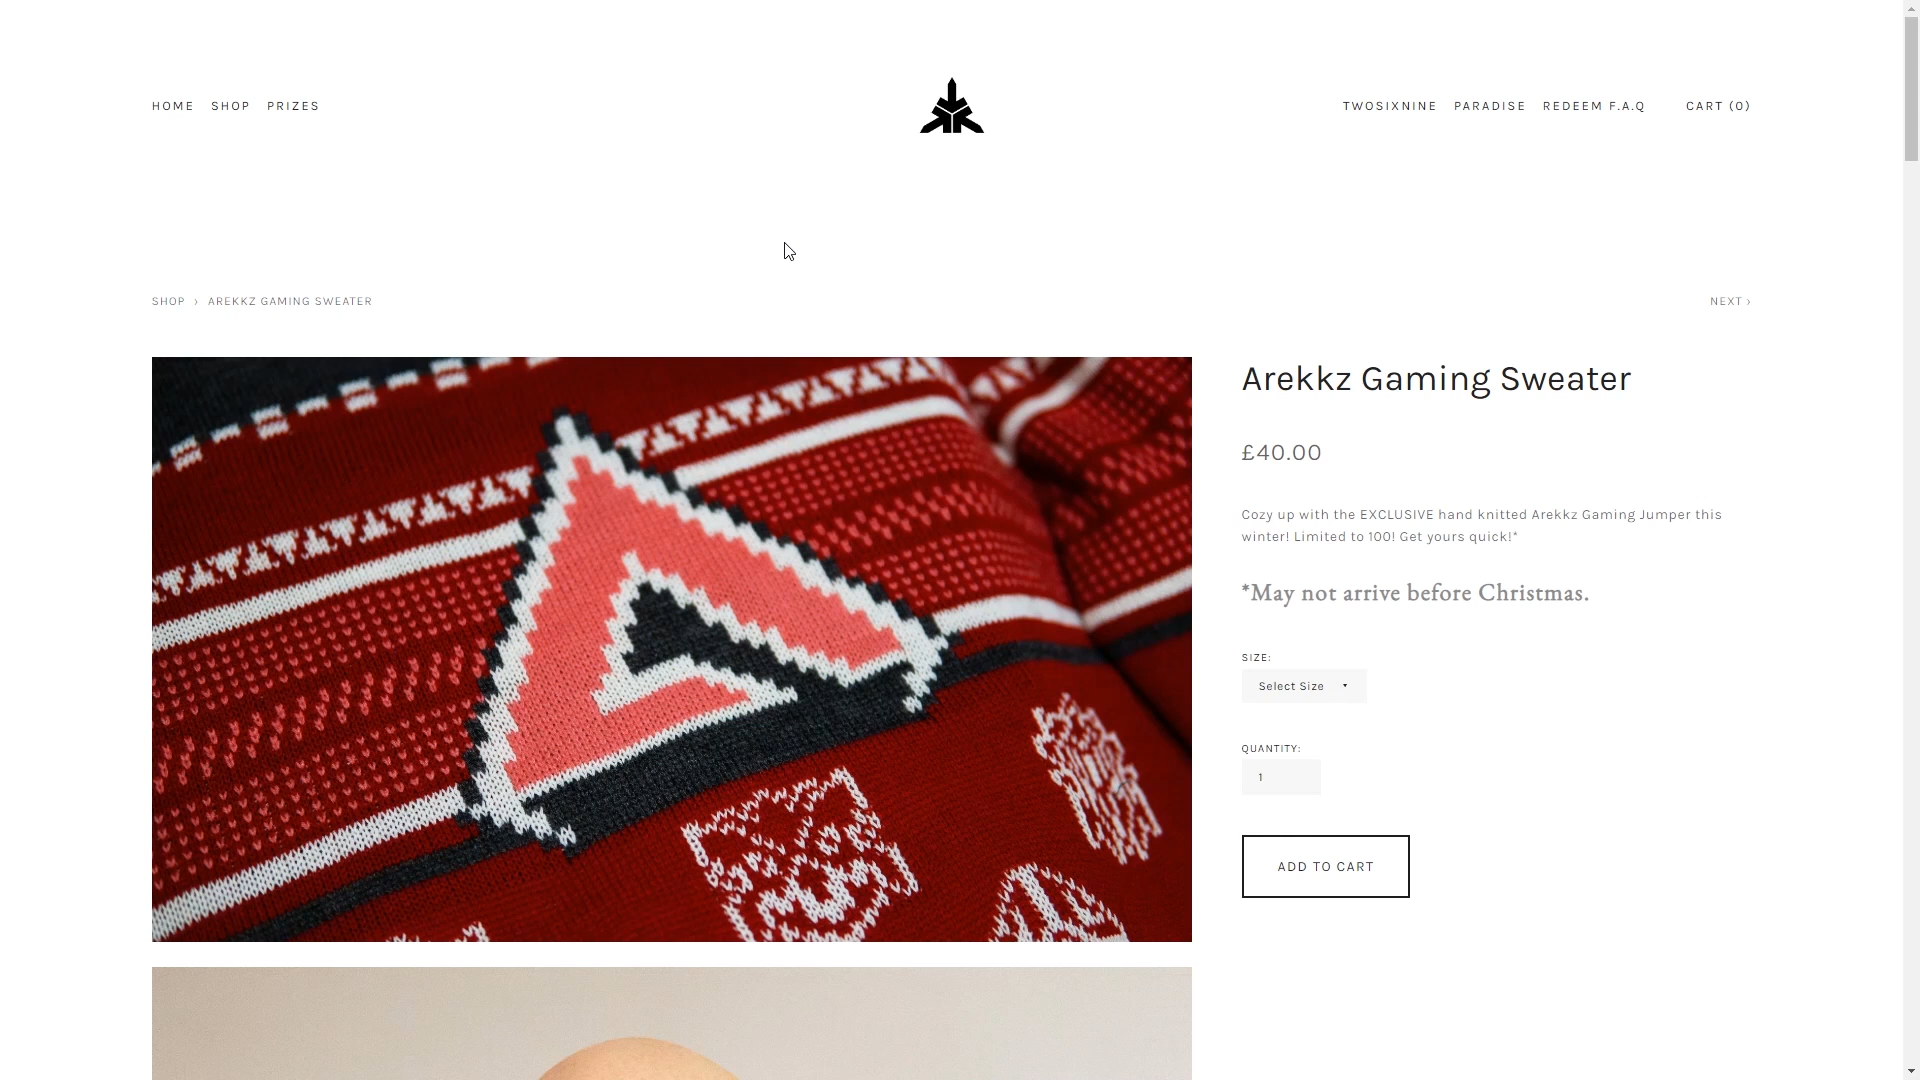 HOME SHOP PRIZES
TWOSIXNINE PARADISE REDEEM F.A.Q CART (0)
SHOP › AREKKZ GAMING SWEATER
NEXT ›
Arekkz Gaming Sweater
£40.00
Cozy up with the EXCLUSIVE hand knitted Arekkz Gaming Jumper this
winter! Limited to 100! Get yours quick!*
*May not arrive before Christmas.
SIZE:
Select Size
QUANTITY:
1
ADD TO CART